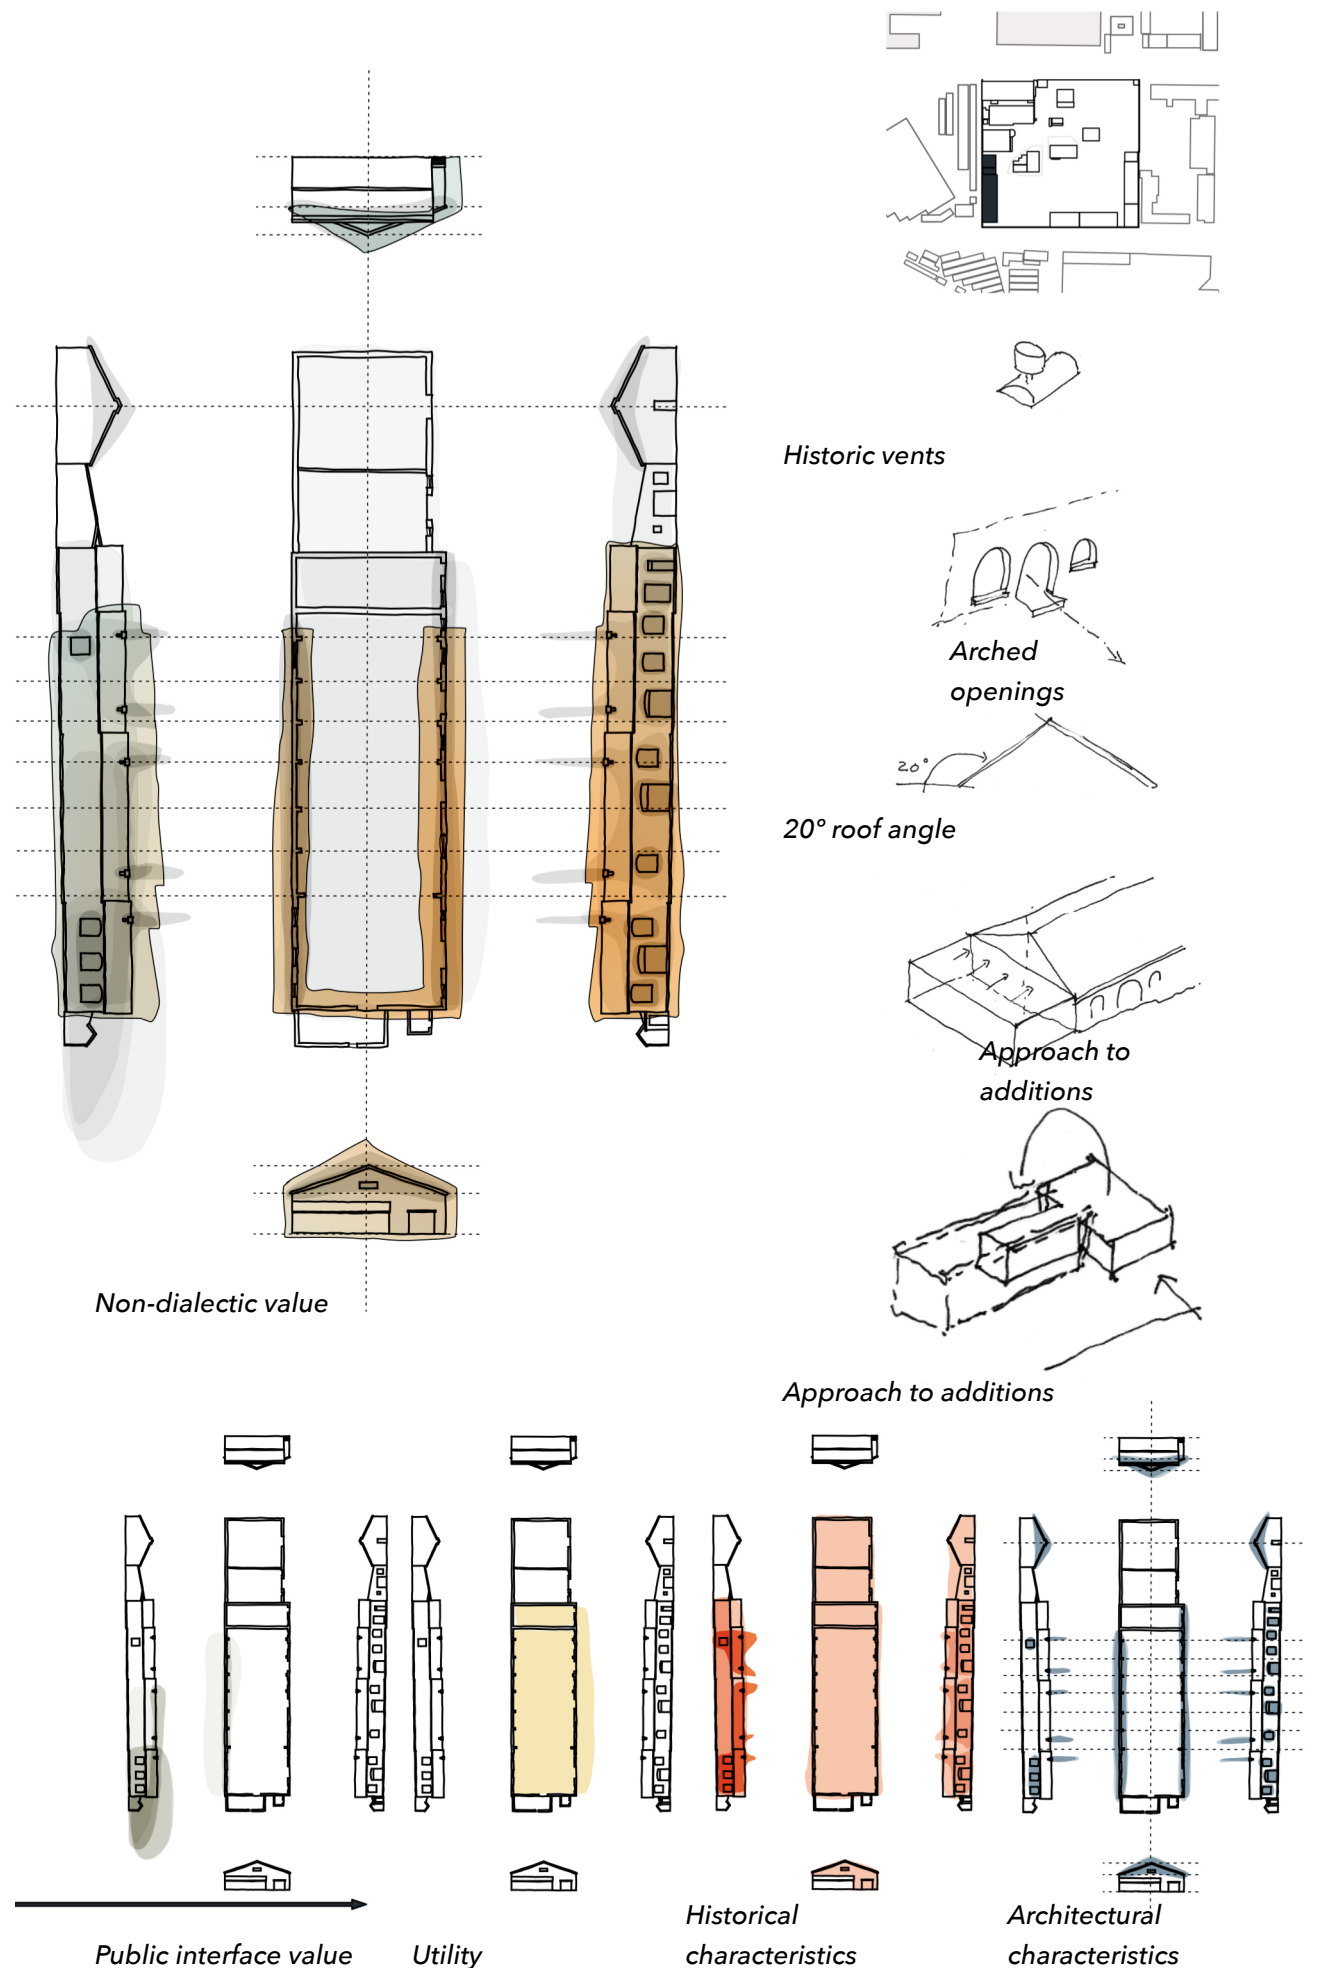 Historic vents
Arched
openings
20°
20° roof angle
Approach to
additions
Non-dialectic value
Approach to additions
Public interface value
Utility
Historical
characteristics
Architectural
characteristics